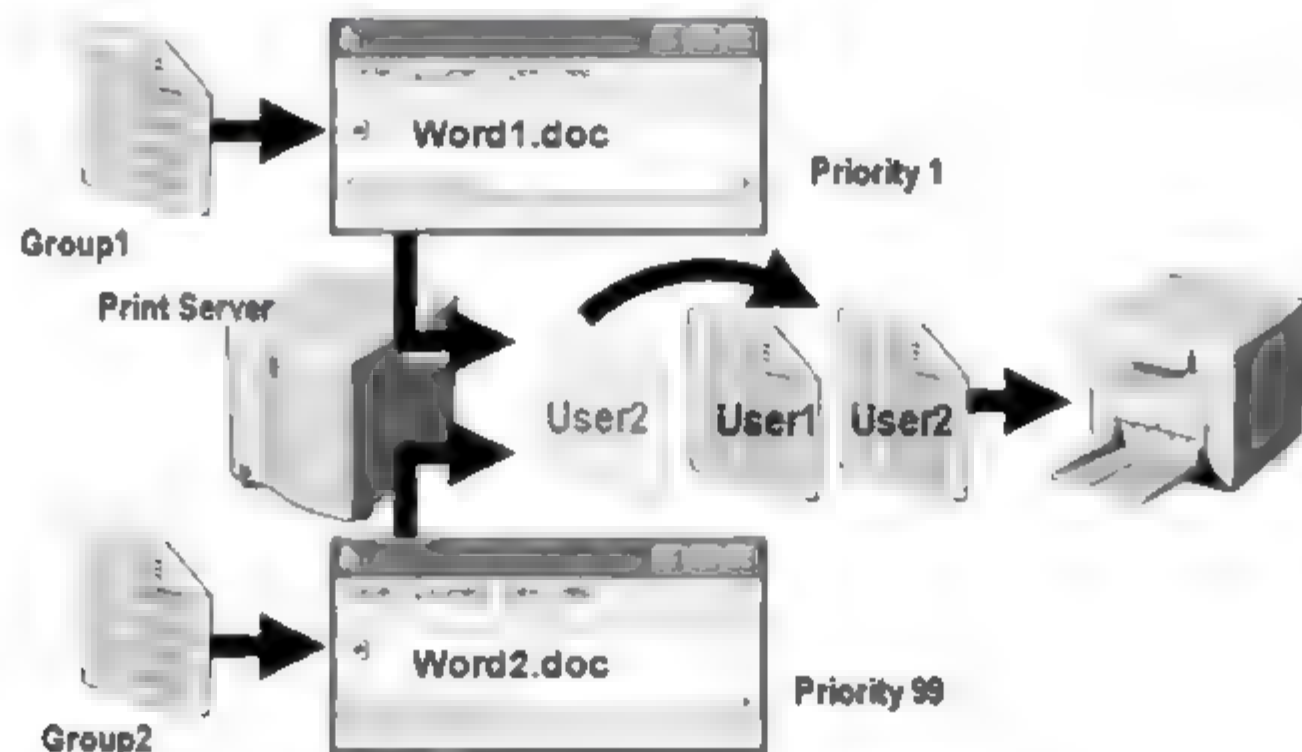 Word1.doc
Priority 1
Group1
Print Server
User2
User1
User2
Word2.doc
Priority 99
Group2